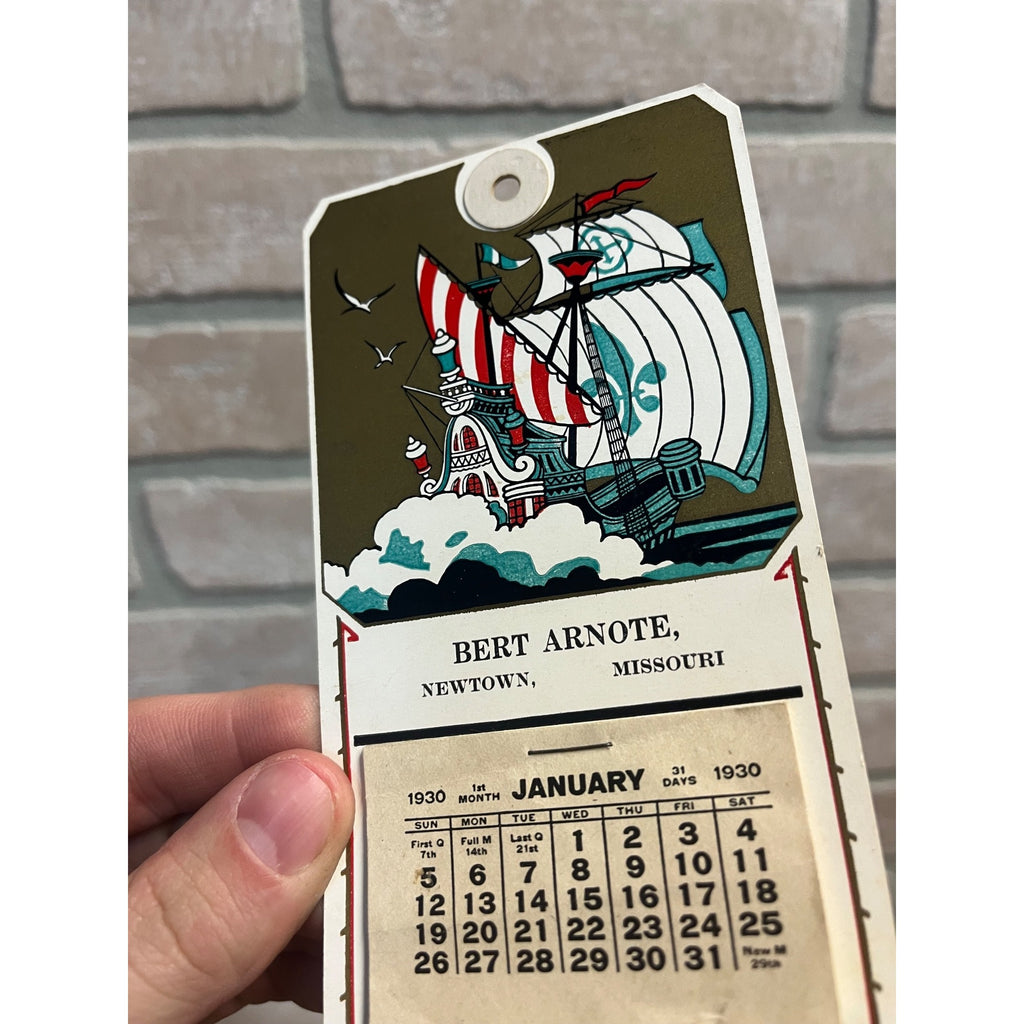 BERT ARNOTE,
NEWTOWN, MISSOURI
1930 1st MONTH JANUARY 31 DAYS 1930
SUN MON TUE WED THU FRI SAT
First Q 7th Full M 14th Last Q 21st 1 2 3 4
5 6 7 8 9 10 11
12 13 14 15 16 17 18
19 20 21 22 23 24 25
26 27 28 29 30 31 New M 29th